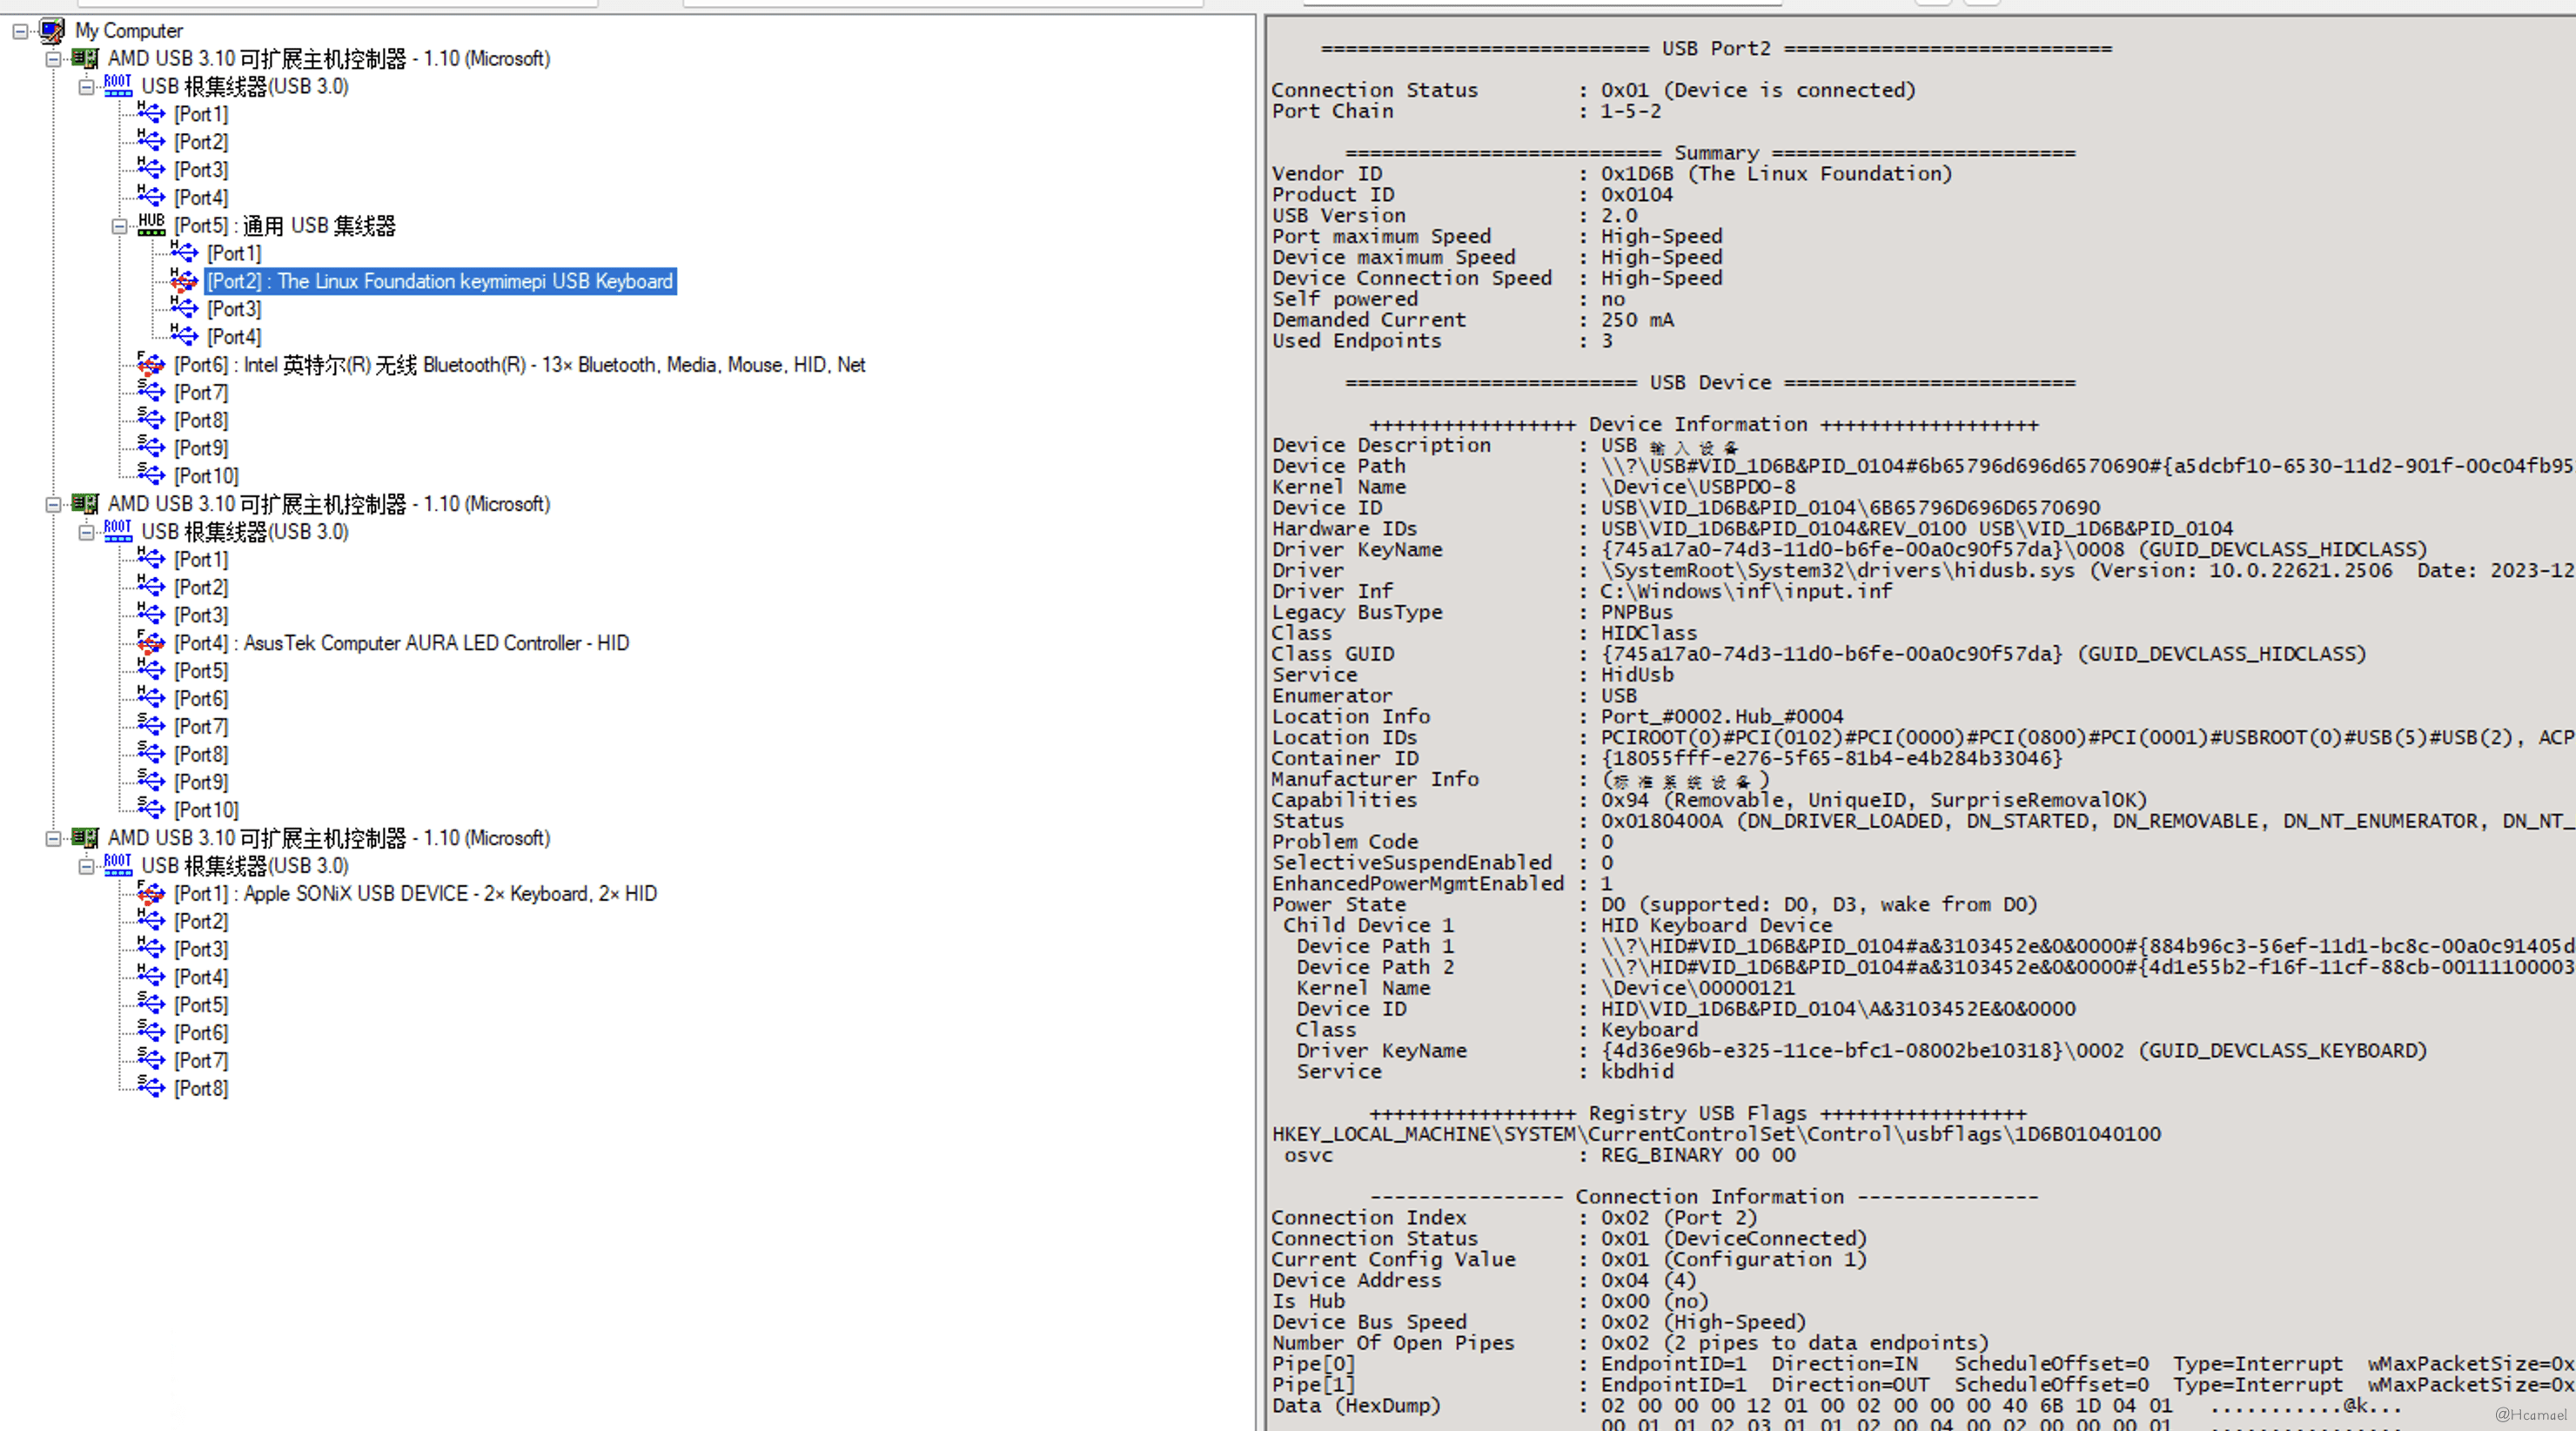 My Computer
AMD USB 3.10 可扩展主机控制器 - 1.10 (Microsoft)
ROOT USB 根集线器(USB 3.0)
[Port1]
[Port2]
[Port3]
[Port4]
HUB [Port5] : 通用 USB 集线器
[Port1]
[Port2] : The Linux Foundation keymimepi USB Keyboard
[Port3]
[Port4]
[Port6] : Intel 英特尔(R) 无线 Bluetooth(R) - 13× Bluetooth, Media, Mouse, HID, Net
[Port7]
[Port8]
[Port9]
[Port10]
AMD USB 3.10 可扩展主机控制器 - 1.10 (Microsoft)
ROOT USB 根集线器(USB 3.0)
[Port1]
[Port2]
[Port3]
[Port4] : AsusTek Computer AURA LED Controller - HID
[Port5]
[Port6]
[Port7]
[Port8]
[Port9]
[Port10]
AMD USB 3.10 可扩展主机控制器 - 1.10 (Microsoft)
ROOT USB 根集线器(USB 3.0)
[Port1] : Apple SONiX USB DEVICE - 2× Keyboard, 2× HID
[Port2]
[Port3]
[Port4]
[Port5]
[Port6]
[Port7]
[Port8]
=========================== USB Port2 ===========================
Connection Status : 0x01 (Device is connected)
Port Chain : 1-5-2
========================== Summary =========================
Vendor ID : 0x1D6B (The Linux Foundation)
Product ID : 0x0104
USB Version : 2.0
Port maximum Speed : High-Speed
Device maximum Speed : High-Speed
Device Connection Speed : High-Speed
Self powered : no
Demanded Current : 250 mA
Used Endpoints : 3
======================== USB Device ========================
+++++++++++++++++ Device Information ++++++++++++++++++
Device Description : USB 输入设备
Device Path : \\?\USB#VID_1D6B&PID_0104#6b65796d696d6570690#{a5dcbf10-6530-11d2-901f-00c04fb95
Kernel Name : \Device\USBPDO-8
Device ID : USB\VID_1D6B&PID_0104\6B65796D696D6570690
Hardware IDs : USB\VID_1D6B&PID_0104&REV_0100 USB\VID_1D6B&PID_0104
Driver KeyName : {745a17a0-74d3-11d0-b6fe-00a0c90f57da}\0008 (GUID_DEVCLASS_HIDCLASS)
Driver : \SystemRoot\System32\drivers\hidusb.sys (Version: 10.0.22621.2506 Date: 2023-12
Driver Inf : C:\Windows\inf\input.inf
Legacy BusType : PNPBus
Class : HIDClass
Class GUID : {745a17a0-74d3-11d0-b6fe-00a0c90f57da} (GUID_DEVCLASS_HIDCLASS)
Service : HidUsb
Enumerator : USB
Location Info : Port_#0002.Hub_#0004
Location IDs : PCIROOT(0)#PCI(0102)#PCI(0000)#PCI(0800)#PCI(0001)#USBROOT(0)#USB(5)#USB(2), ACP
Container ID : {18055fff-e276-5f65-81b4-e4b284b33046}
Manufacturer Info : (标准系统设备)
Capabilities : 0x94 (Removable, UniqueID, SurpriseRemovalOK)
Status : 0x0180400A (DN_DRIVER_LOADED, DN_STARTED, DN_REMOVABLE, DN_NT_ENUMERATOR, DN_NT_
Problem Code : 0
SelectiveSuspendEnabled : 0
EnhancedPowerMgmtEnabled : 1
Power State : D0 (supported: D0, D3, wake from D0)
Child Device 1 : HID Keyboard Device
Device Path 1 : \\?\HID#VID_1D6B&PID_0104#a&3103452e&0&0000#{884b96c3-56ef-11d1-bc8c-00a0c91405d
Device Path 2 : \\?\HID#VID_1D6B&PID_0104#a&3103452e&0&0000#{4d1e55b2-f16f-11cf-88cb-00111100003
Kernel Name : \Device\00000121
Device ID : HID\VID_1D6B&PID_0104\A&3103452E&0&0000
Class : Keyboard
Driver KeyName : {4d36e96b-e325-11ce-bfc1-08002be10318}\0002 (GUID_DEVCLASS_KEYBOARD)
Service : kbdhid
+++++++++++++++++ Registry USB Flags +++++++++++++++++
HKEY_LOCAL_MACHINE\SYSTEM\CurrentControlSet\Control\usbflags\1D6B01040100
osvc : REG_BINARY 00 00
---------------- Connection Information ---------------
Connection Index : 0x02 (Port 2)
Connection Status : 0x01 (DeviceConnected)
Current Config Value : 0x01 (Configuration 1)
Device Address : 0x04 (4)
Is Hub : 0x00 (no)
Device Bus Speed : 0x02 (High-Speed)
Number Of Open Pipes : 0x02 (2 pipes to data endpoints)
Pipe[0] : EndpointID=1 Direction=IN ScheduleOffset=0 Type=Interrupt wMaxPacketSize=0x
Pipe[1] : EndpointID=1 Direction=OUT ScheduleOffset=0 Type=Interrupt wMaxPacketSize=0x
Data (HexDump) : 02 00 00 00 12 01 00 02 00 00 00 40 6B 1D 04 01 ...........@k...
00 01 01 02 03 01 01 02 00 04 00 02 00 00 00 01 ................
@Hcamael